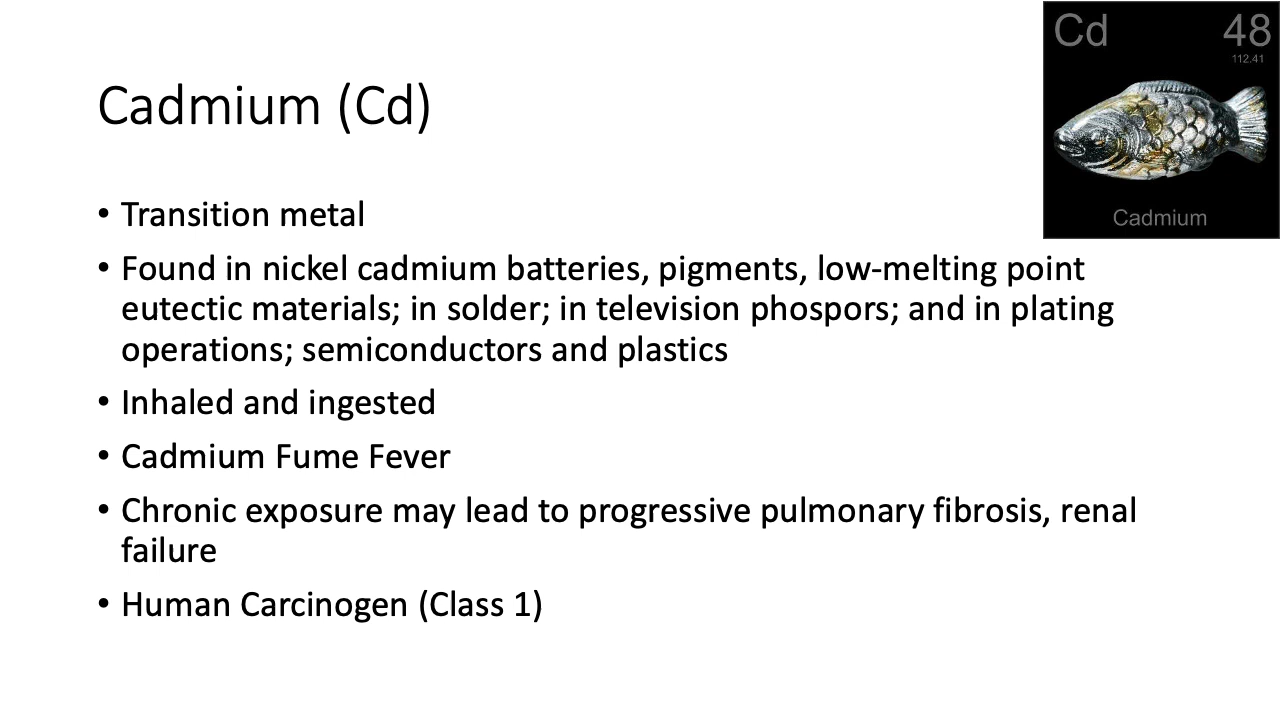 Cd 48
112.41
Cadmium
Cadmium (Cd)
• Transition metal
• Found in nickel cadmium batteries, pigments, low-melting point
eutectic materials; in solder; in television phospors; and in plating
operations; semiconductors and plastics
• Inhaled and ingested
• Cadmium Fume Fever
• Chronic exposure may lead to progressive pulmonary fibrosis, renal
failure
• Human Carcinogen (Class 1)